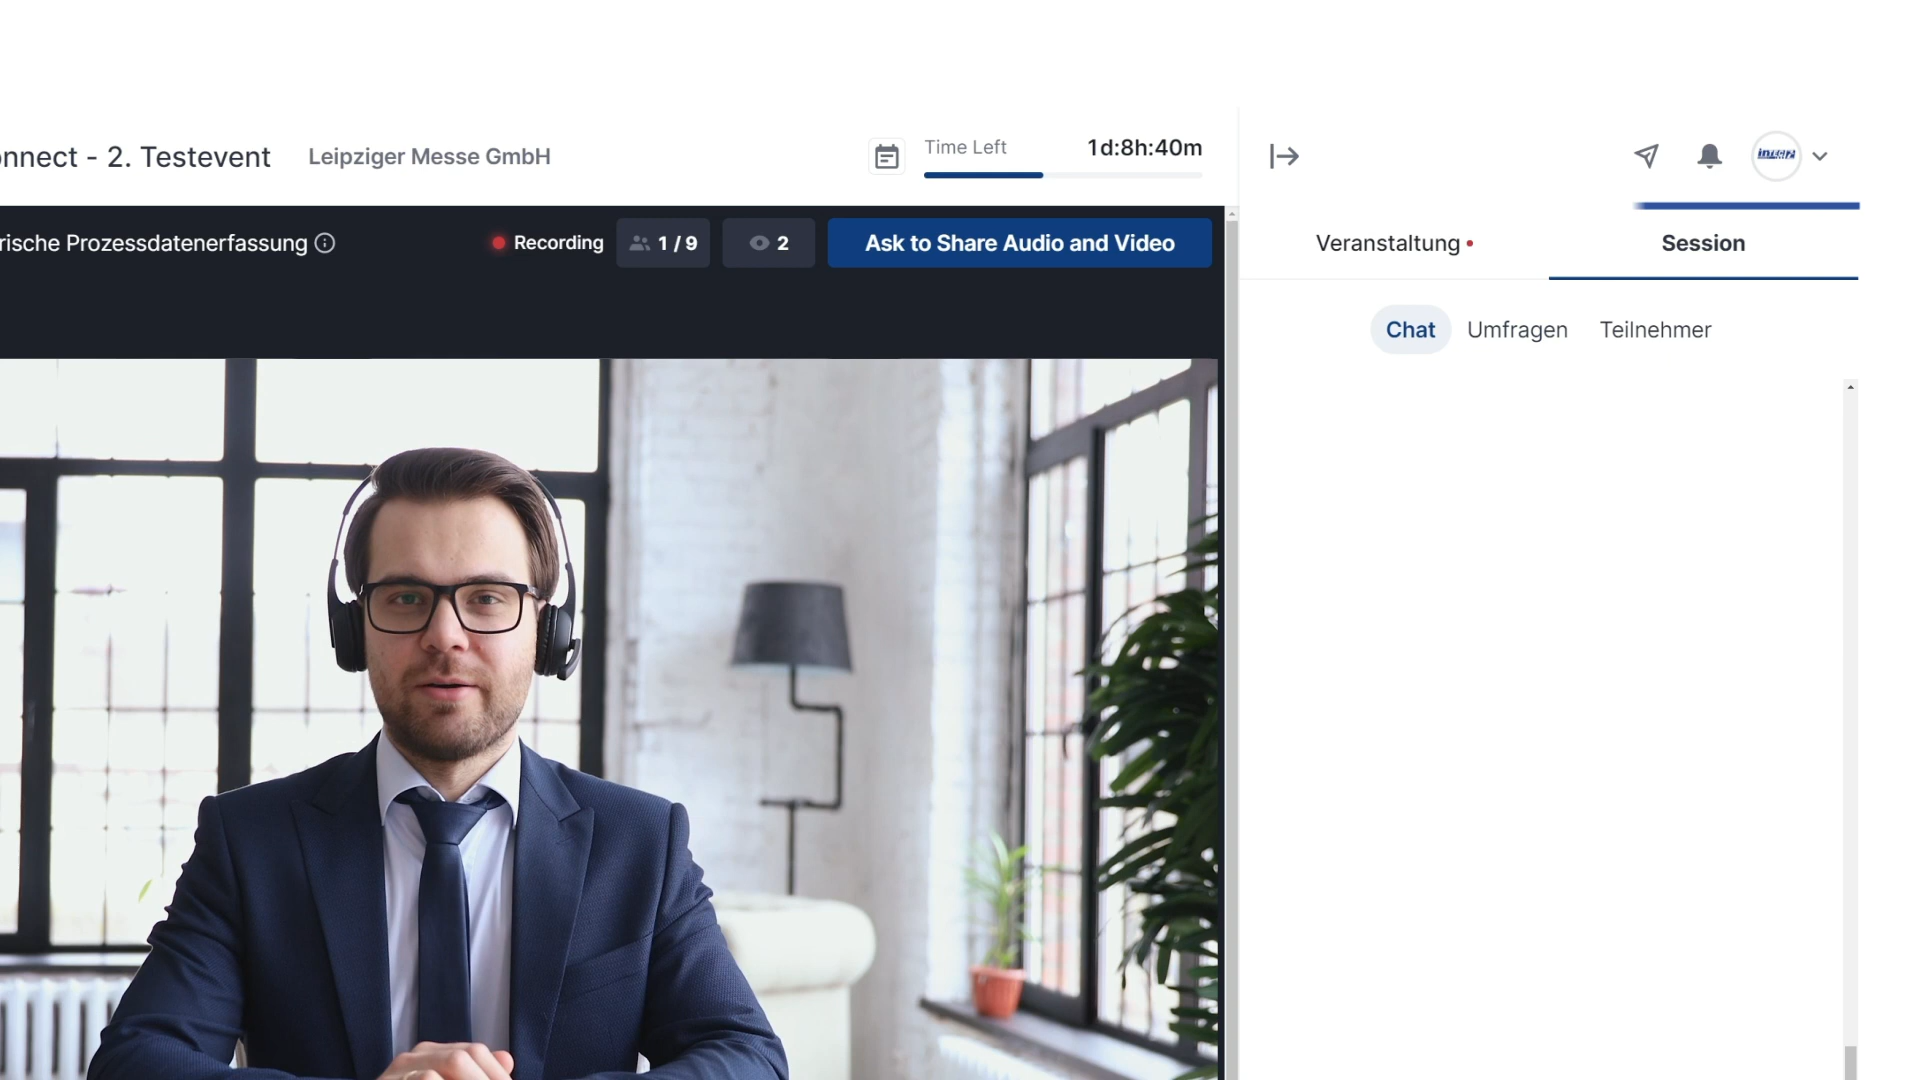 onnect - 2. Testevent
Leipziger Messe GmbH
Time Left
1d:8h:40m
rische Prozessdatenerfassung
Recording
1 / 9
2
Ask to Share Audio and Video
Veranstaltung
Session
Chat
Umfragen
Teilnehmer